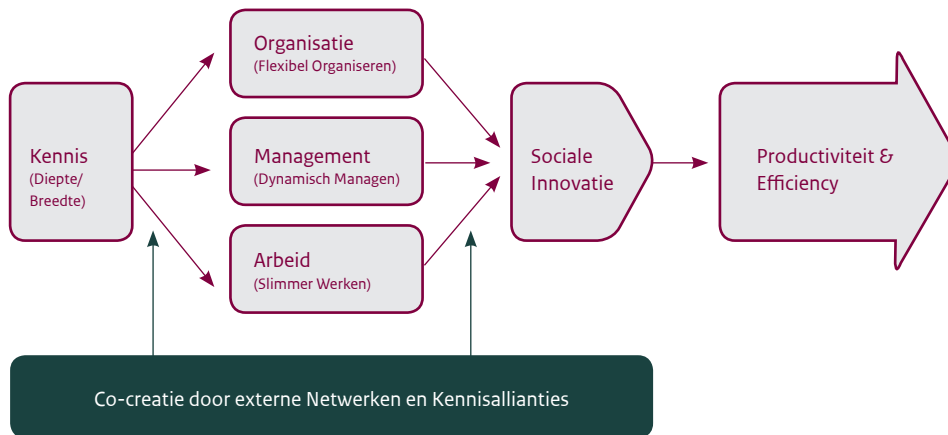 Kennis
(Diepte/
Breedte)
Organisatie
(Flexibel Organiseren)
Management
(Dynamisch Managen)
Arbeid
(Slimmer Werken)
Sociale
Innovatie
Productiviteit &
Efficiency
Co-creatie door externe Netwerken en Kennisallianties